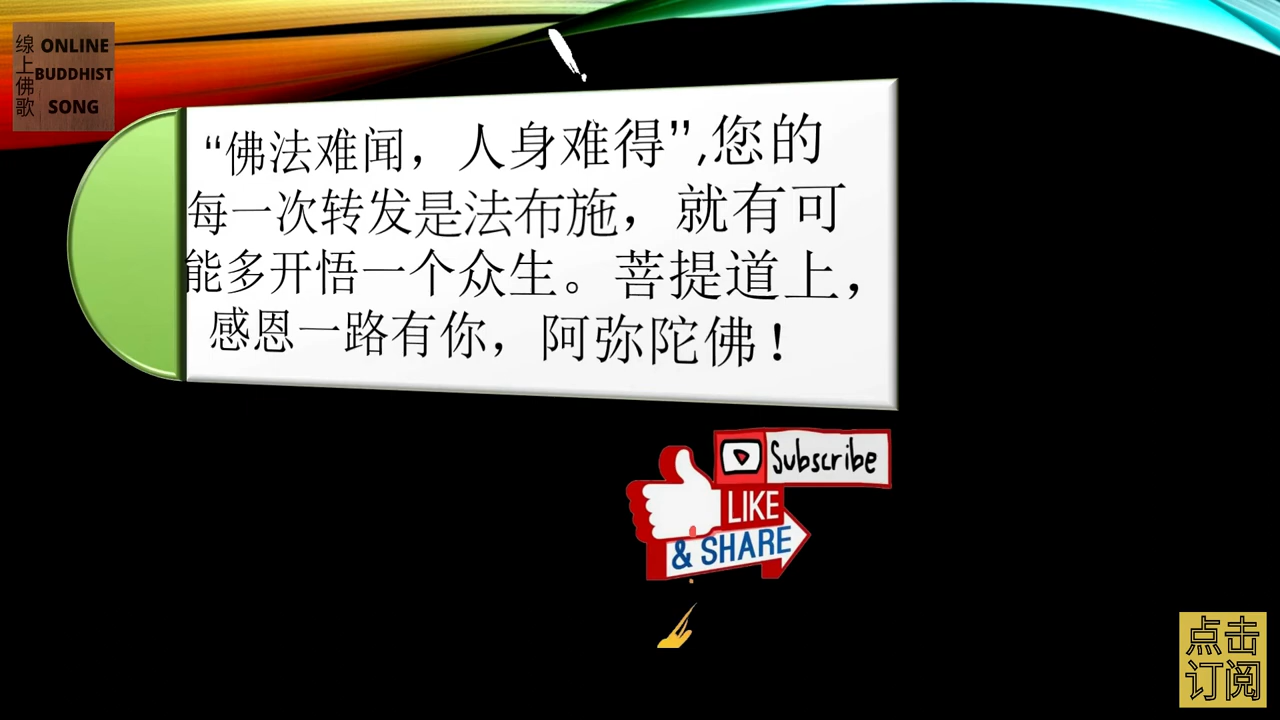 缐上佛歌
ONLINE
BUDDHIST
SONG
“佛法难闻，人身难得”,您的
每一次转发是法布施，就有可
能多开悟一个众生。菩提道上，
感恩一路有你，阿弥陀佛！
Subscribe
LIKE
& SHARE
点击
订阅